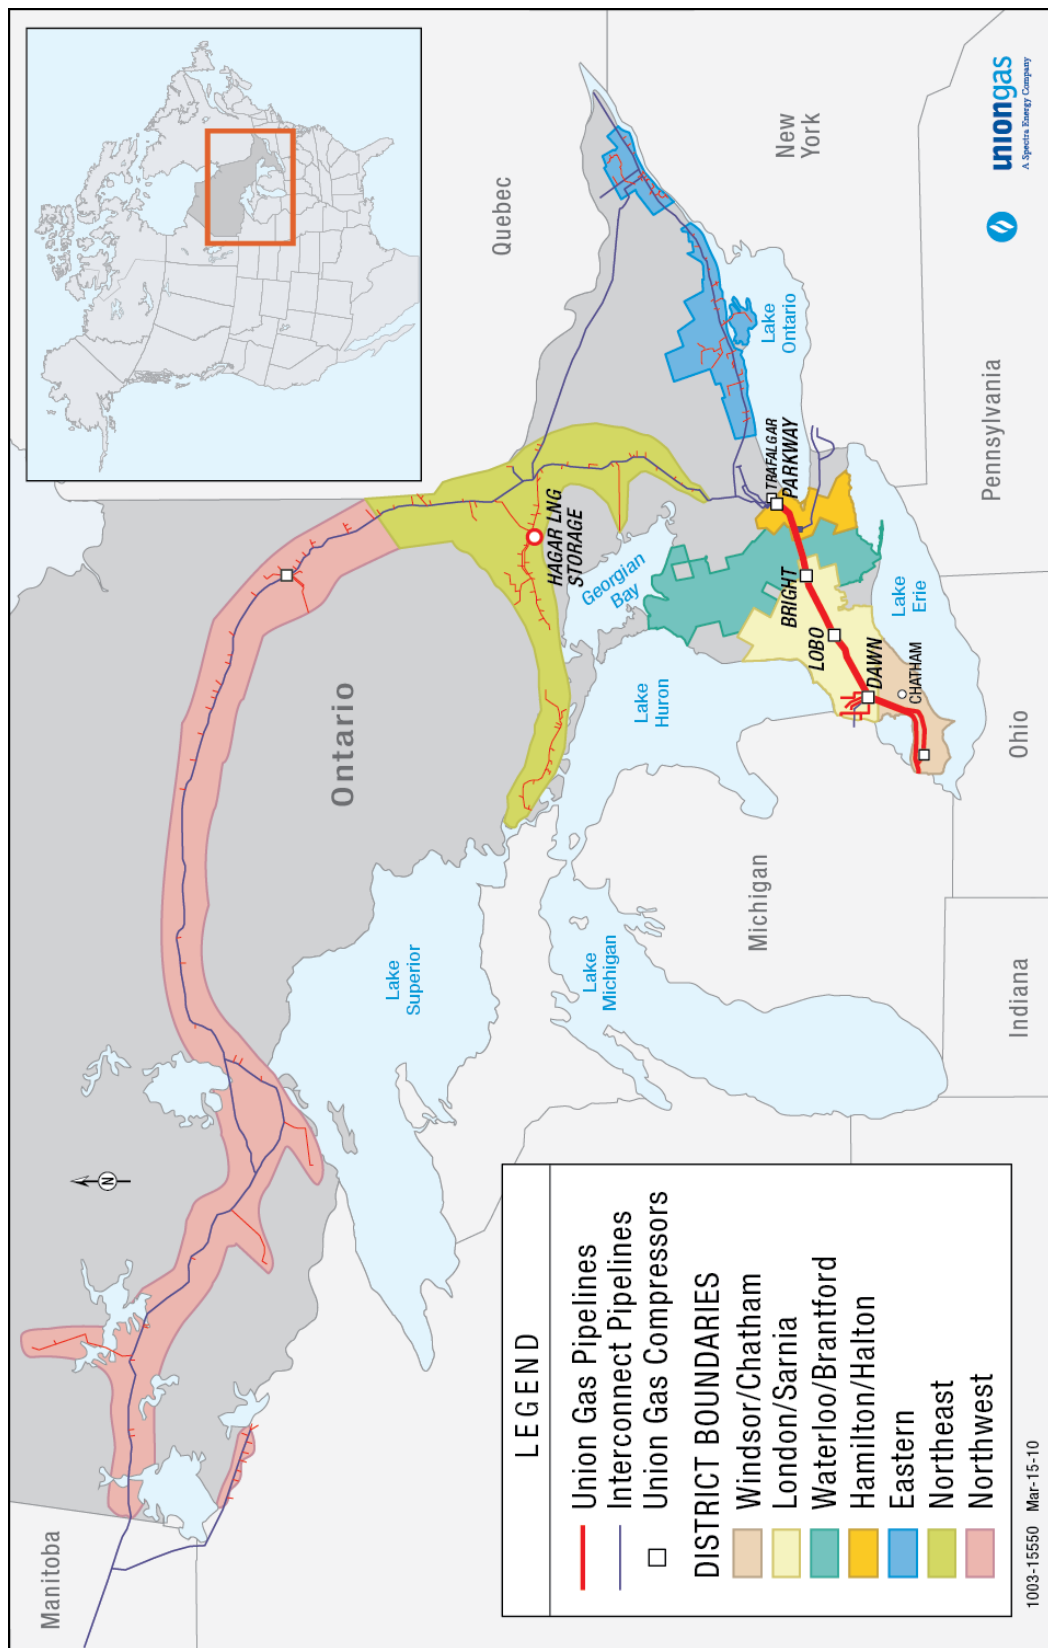 Manitoba
Ontario
Quebec
HAGAR LNG
STORAGE
Georgian
Bay
Lake
Superior
Lake
Huron
Lake
Michigan
Lake
Ontario
Lake
Erie
TRAFALGAR
PARKWAY
BRIGHT
LOBO
DAWN
CHATHAM
New
York
Pennsylvania
Michigan
Ohio
Indiana
N
LEGEND
Union Gas Pipelines
Interconnect Pipelines
Union Gas Compressors
DISTRICT BOUNDARIES
Windsor/Chatham
London/Sarnia
Waterloo/Brantford
Hamilton/Halton
Eastern
Northeast
Northwest
1003-15550 Mar-15-10
uniongas
A Spectra Energy Company